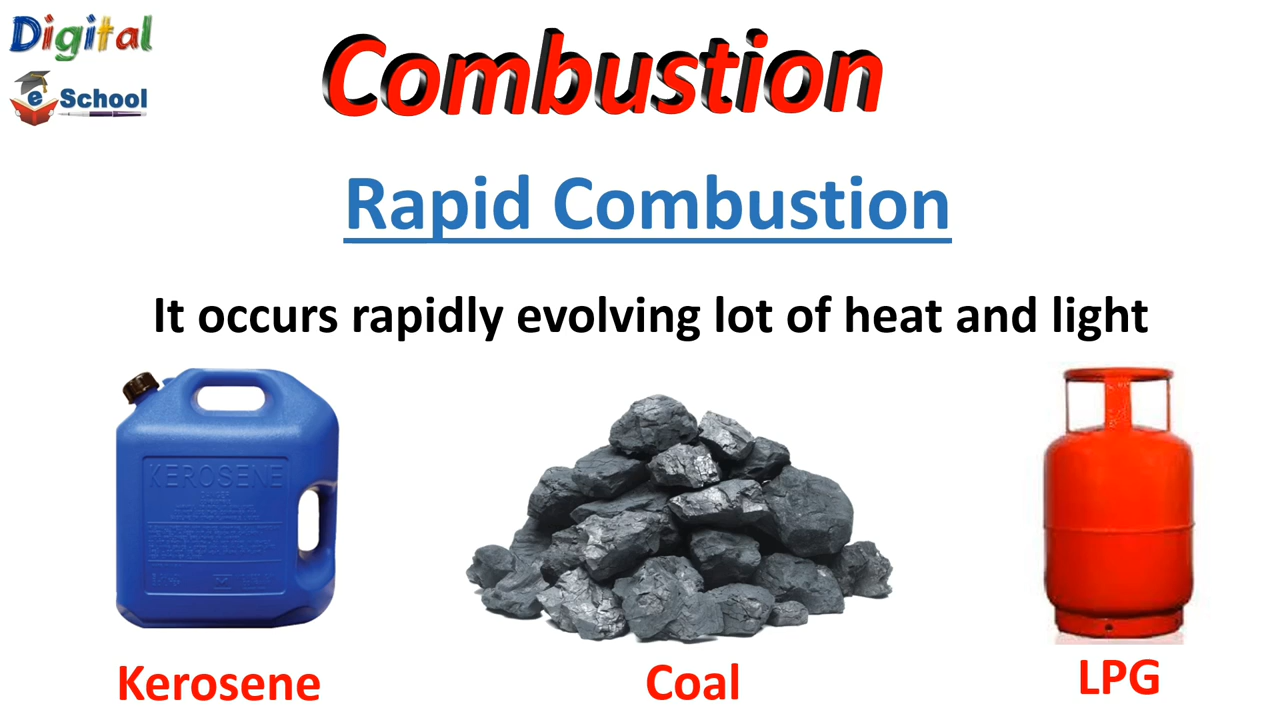 Digital
e School
Combustion
Rapid Combustion
It occurs rapidly evolving lot of heat and light
KEROSENE
Kerosene
Coal
LPG